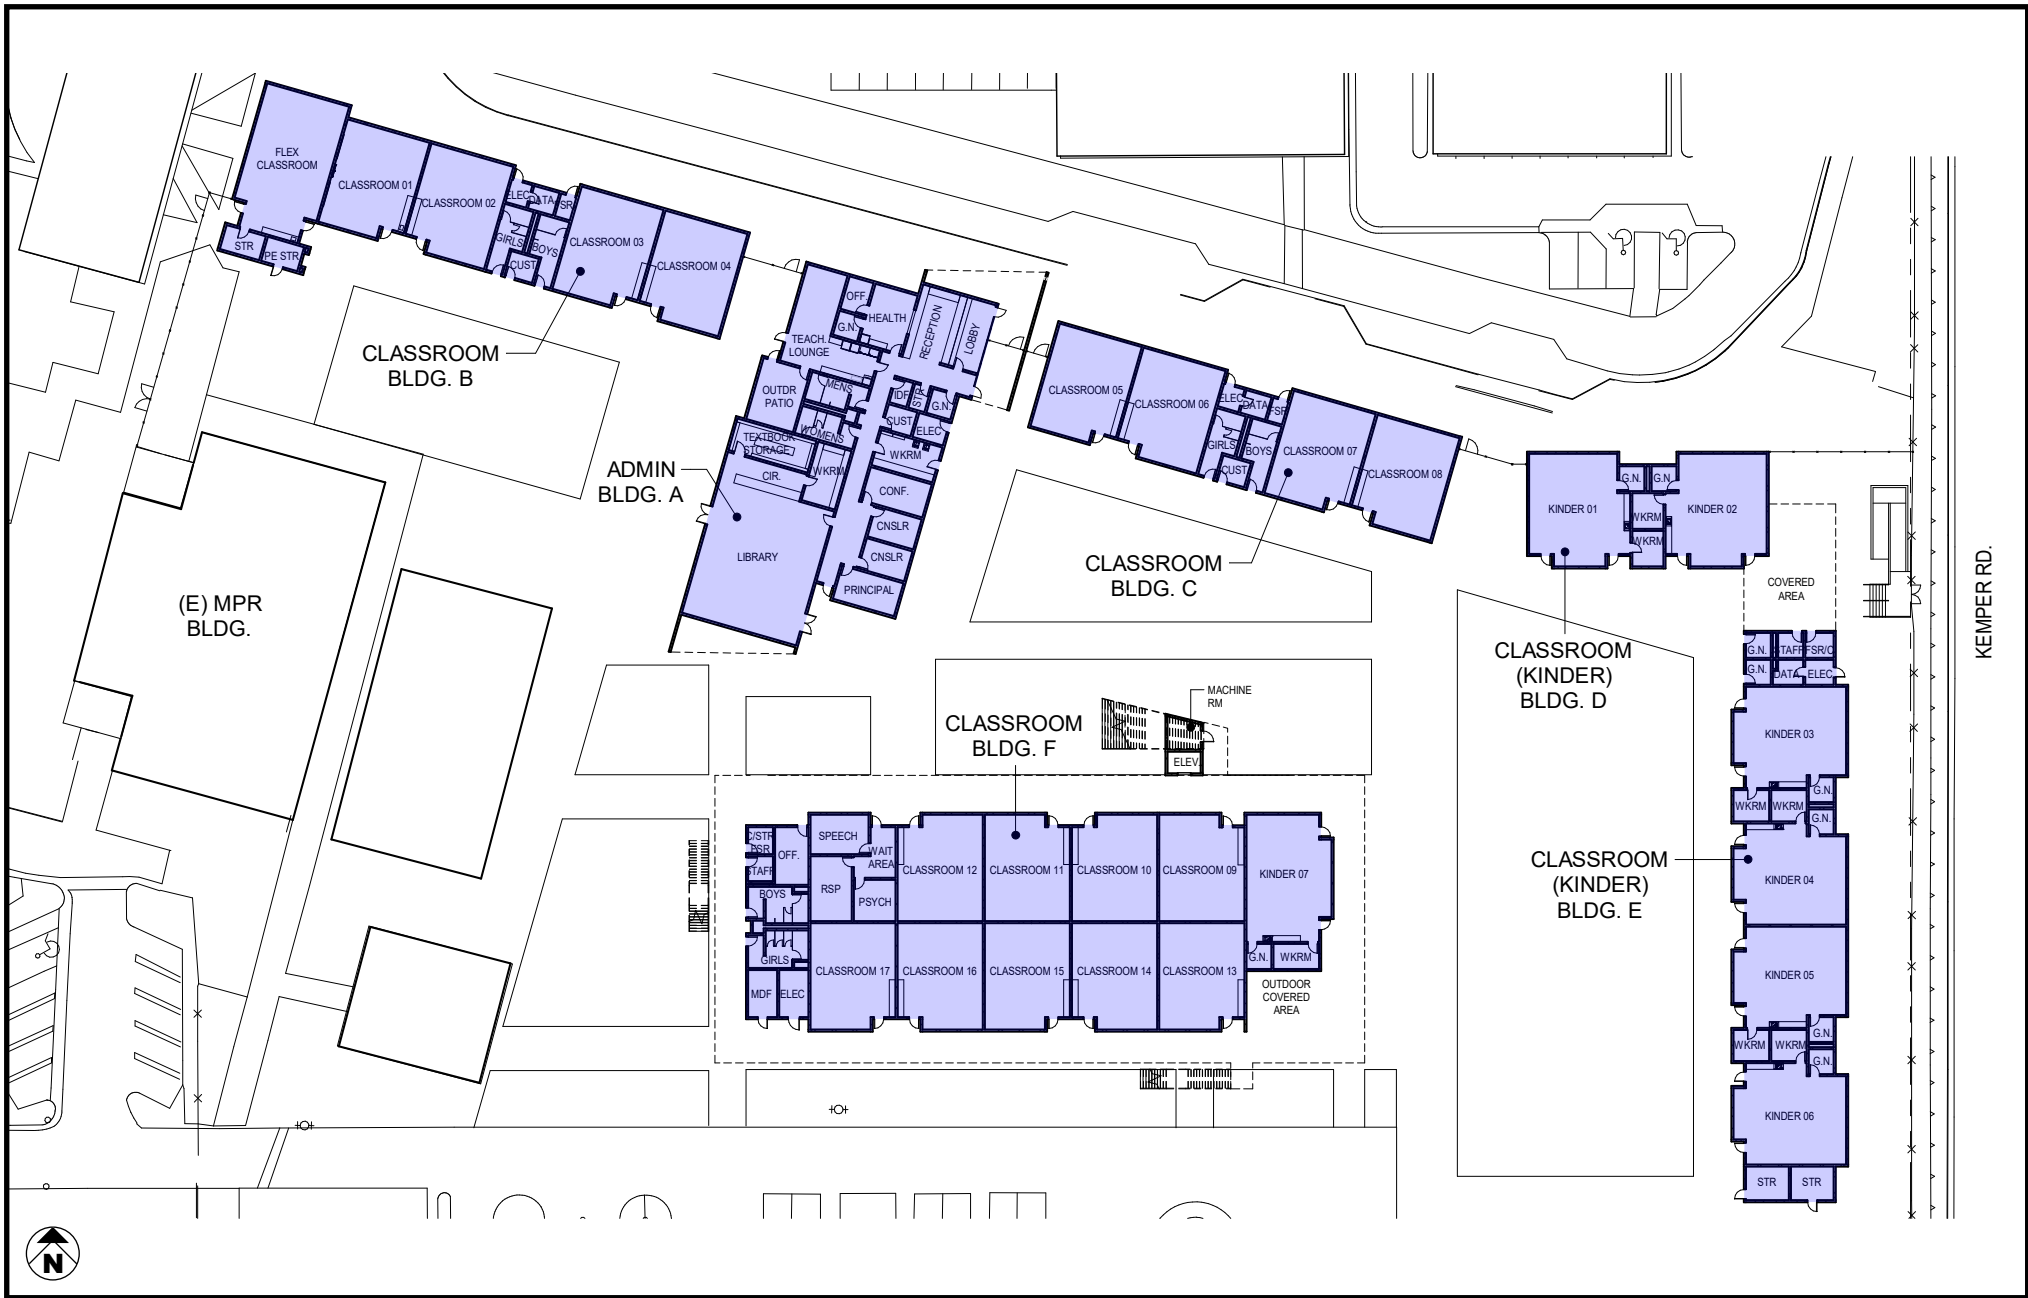 FLEX
CLASSROOM
CLASSROOM 01
CLASSROOM 02
STR
PE STR
ELEC
DATA
FSR
GIRLS
BOYS
CUST
CLASSROOM 03
CLASSROOM 04
CLASSROOM
BLDG. B
OFF.
HEALTH
G.N.
TEACH.
LOUNGE
RECEPTION
LOBBY
OUTDR
PATIO
MENS
WOMENS
IDF
STR
G.N.
CUST
ELEC
TEXTBOOK
STORAGE
WKRM
WKRM
CIR.
CONF.
CNSLR
CNSLR
PRINCIPAL
LIBRARY
ADMIN
BLDG. A
CLASSROOM 05
CLASSROOM 06
ELEC
DATA
FSR
GIRLS
BOYS
CUST
CLASSROOM 07
CLASSROOM 08
CLASSROOM
BLDG. C
KINDER 01
G.N.
G.N.
WKRM
WKRM
KINDER 02
COVERED
AREA
CLASSROOM
(KINDER)
BLDG. D
KEMPER RD.
(E) MPR
BLDG.
G.N.
STAFF
FSR/C
G.N.
DATA
ELEC
KINDER 03
WKRM
WKRM
G.N.
G.N.
KINDER 04
CLASSROOM
(KINDER)
BLDG. E
KINDER 05
WKRM
WKRM
G.N.
G.N.
KINDER 06
STR
STR
MACHINE
RM
ELEV.
CLASSROOM
BLDG. F
C/STR
FSR
STAFF
OFF.
SPEECH
WAIT
AREA
RSP
PSYCH
BOYS
GIRLS
MDF
ELEC
CLASSROOM 12
CLASSROOM 11
CLASSROOM 10
CLASSROOM 09
KINDER 07
CLASSROOM 17
CLASSROOM 16
CLASSROOM 15
CLASSROOM 14
CLASSROOM 13
G.N.
WKRM
OUTDOOR
COVERED
AREA
N